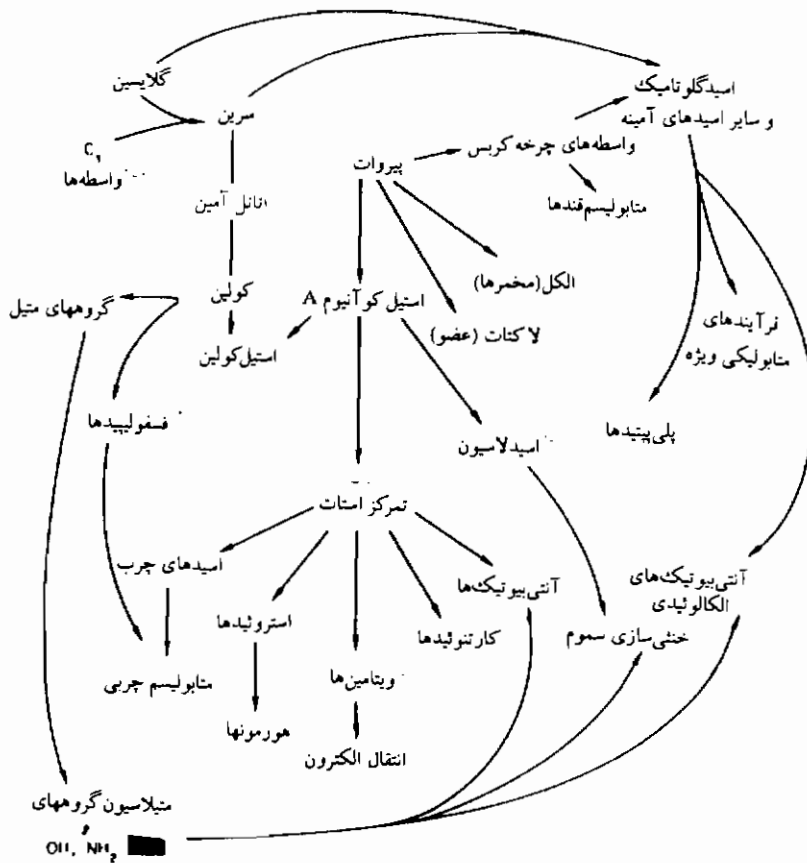 گلایسین
اسیدگلوتامیک
و سایر اسیدهای آمینه
سرین
C₁
واسطه‌ها
پیروات
واسطه‌های چرخه کربس
متابولیسم قندها
اتانل آمین
الکل (مخمرها)
گروههای متیل
کولین
استیل کوآنیوم A
لاکتات (عضو)
استیل کولین
فرآیندهای
متابولیکی ویژه
فسفولیپیدها
اسیدلاسیون
پلی‌پپتیدها
تمرکز استات
اسیدهای چرب
آنتی‌بیوتیک‌ها
آنتی‌بیوتیک‌های
الکالوئیدی
استروئیدها
کارتنوئیدها
خنثی‌سازی سموم
متابولیسم چربی
ویتامین‌ها
هورمونها
انتقال الکترون
متیلاسیون گروههای
و
OH, NH₂